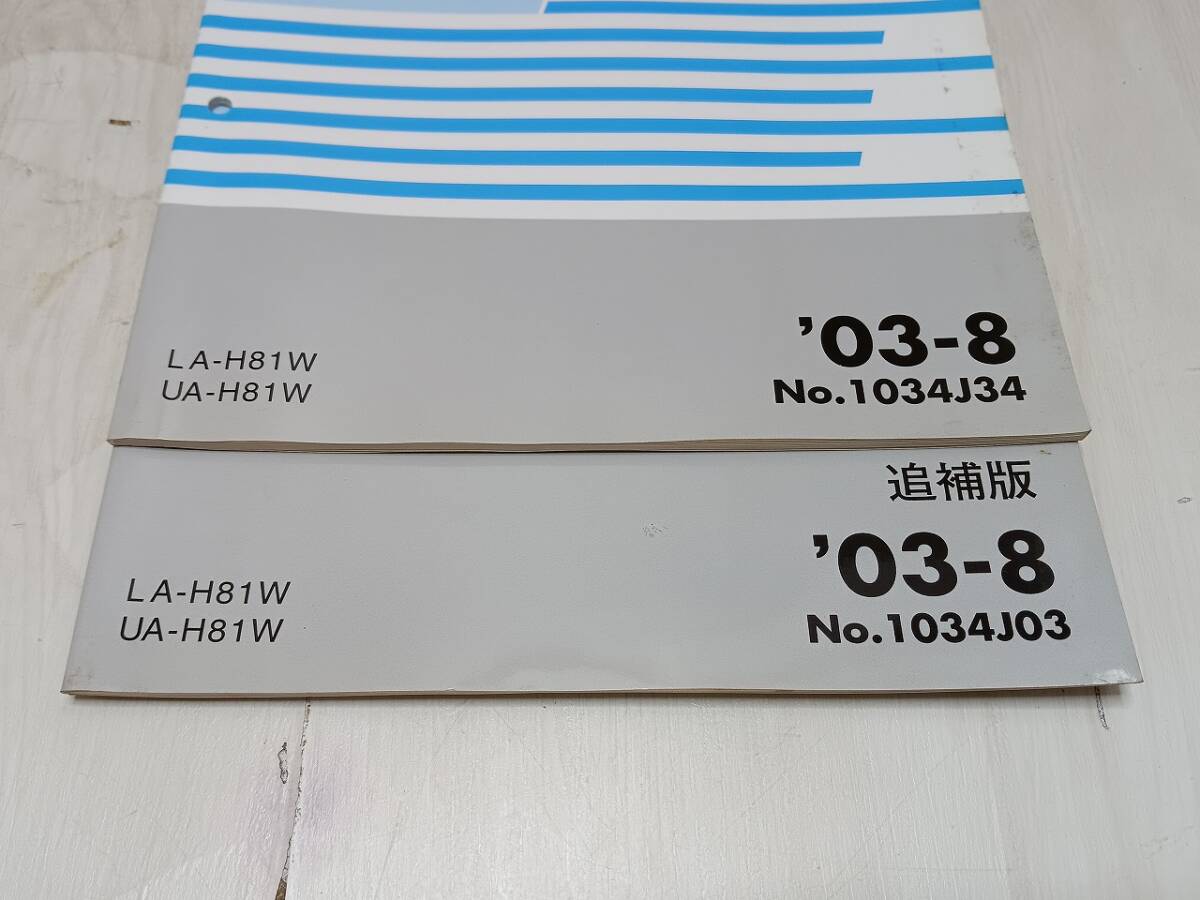 LA-H81W
UA-H81W
'03-8
No.1034J34
追補版
LA-H81W
UA-H81W
'03-8
No.1034J03